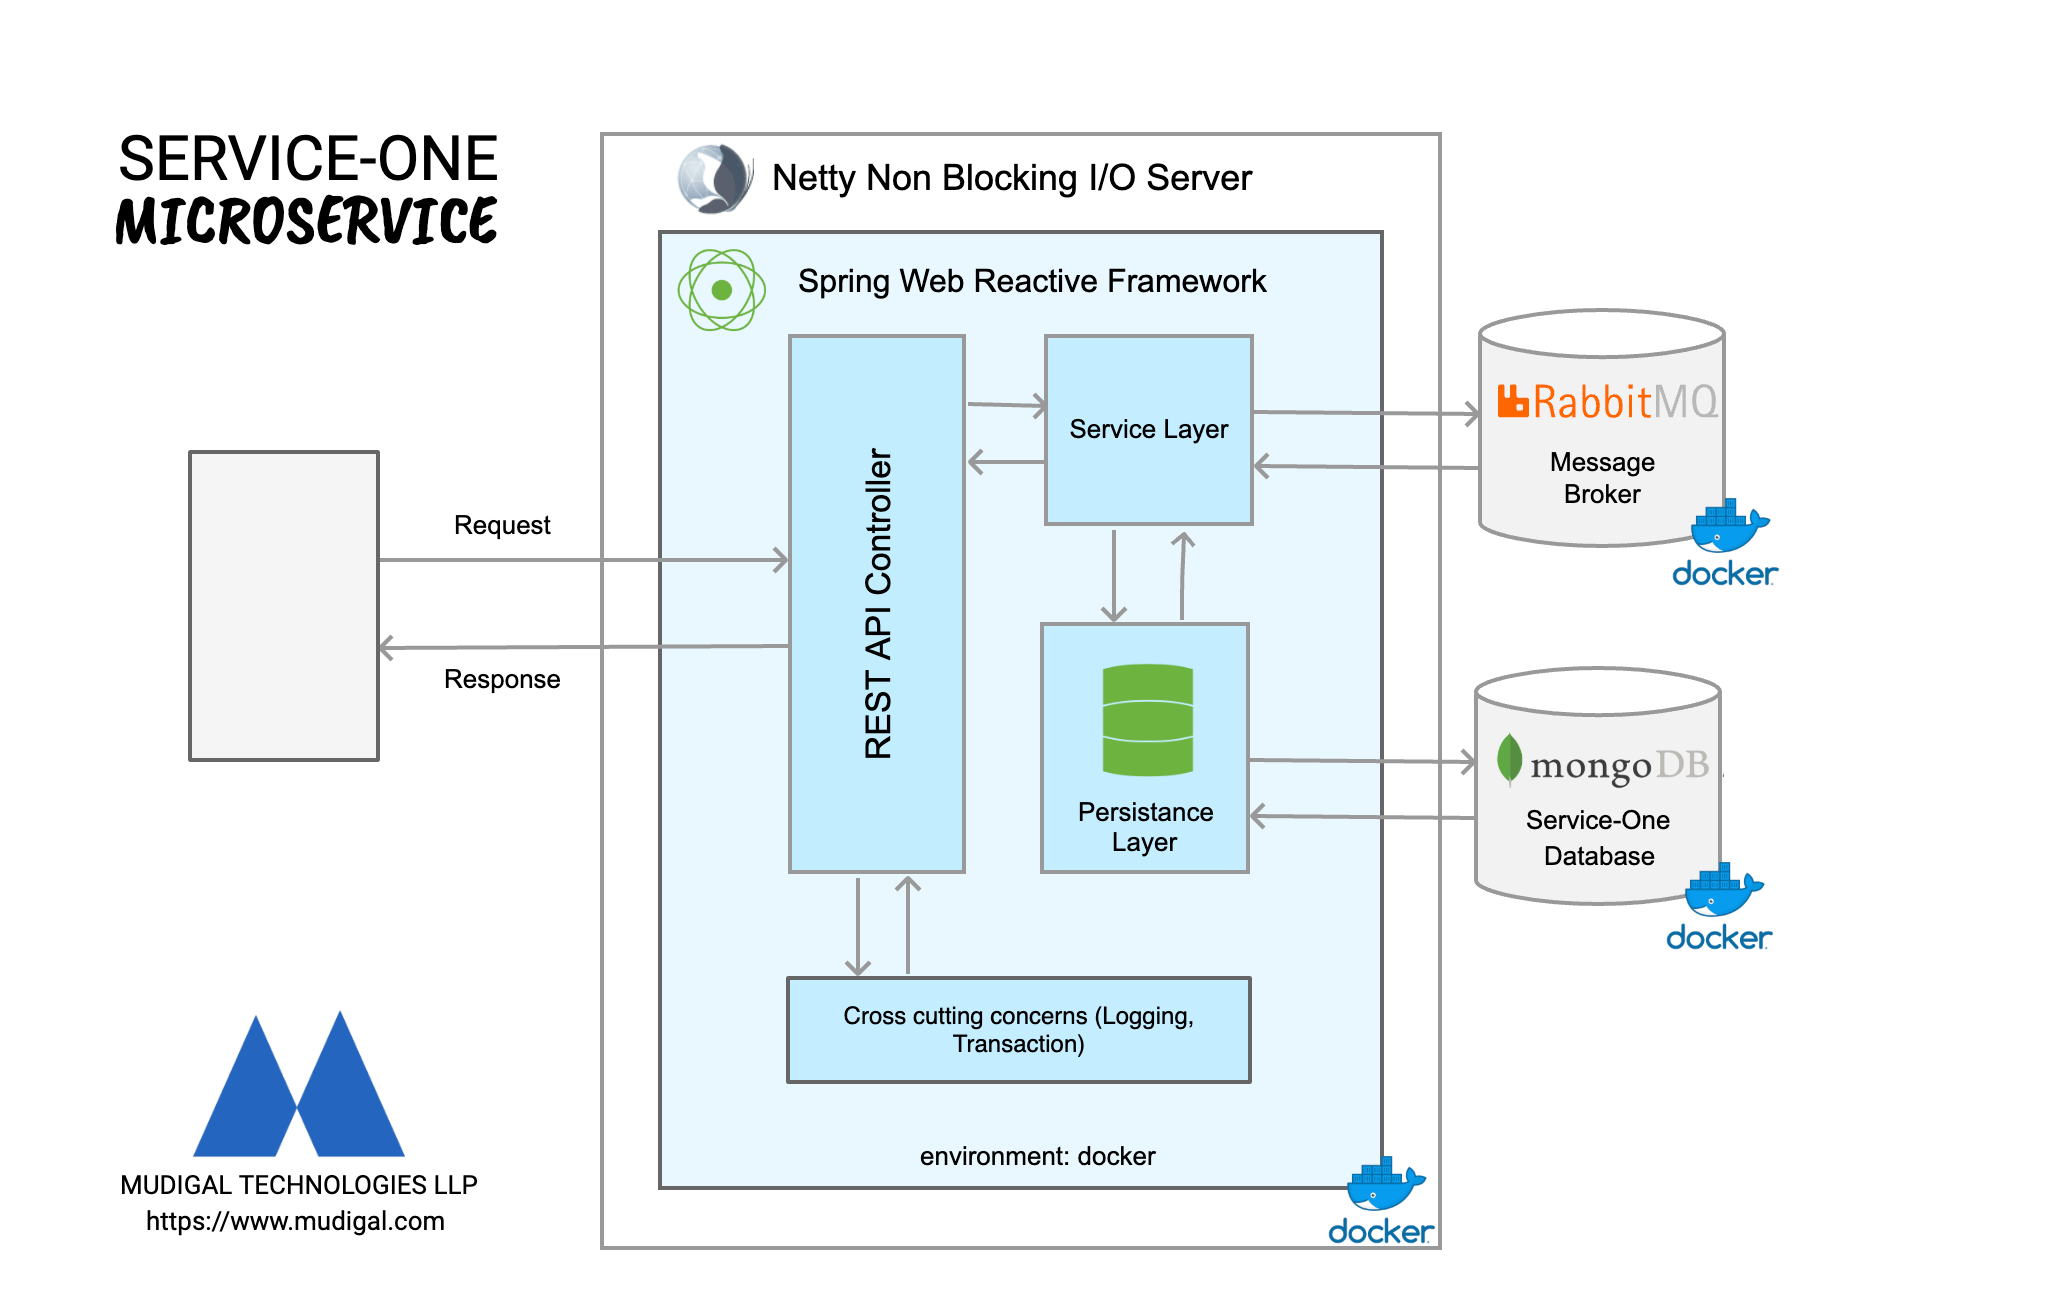 SERVICE-ONE
MICROSERVICE
Netty Non Blocking I/O Server
Spring Web Reactive Framework
REST API Controller
Service Layer
Request
Response
RabbitMQ
Message
Broker
docker
Persistance
Layer
mongoDB
Service-One
Database
docker
Cross cutting concerns (Logging,
Transaction)
environment: docker
docker
MUDIGAL TECHNOLOGIES LLP
https://www.mudigal.com